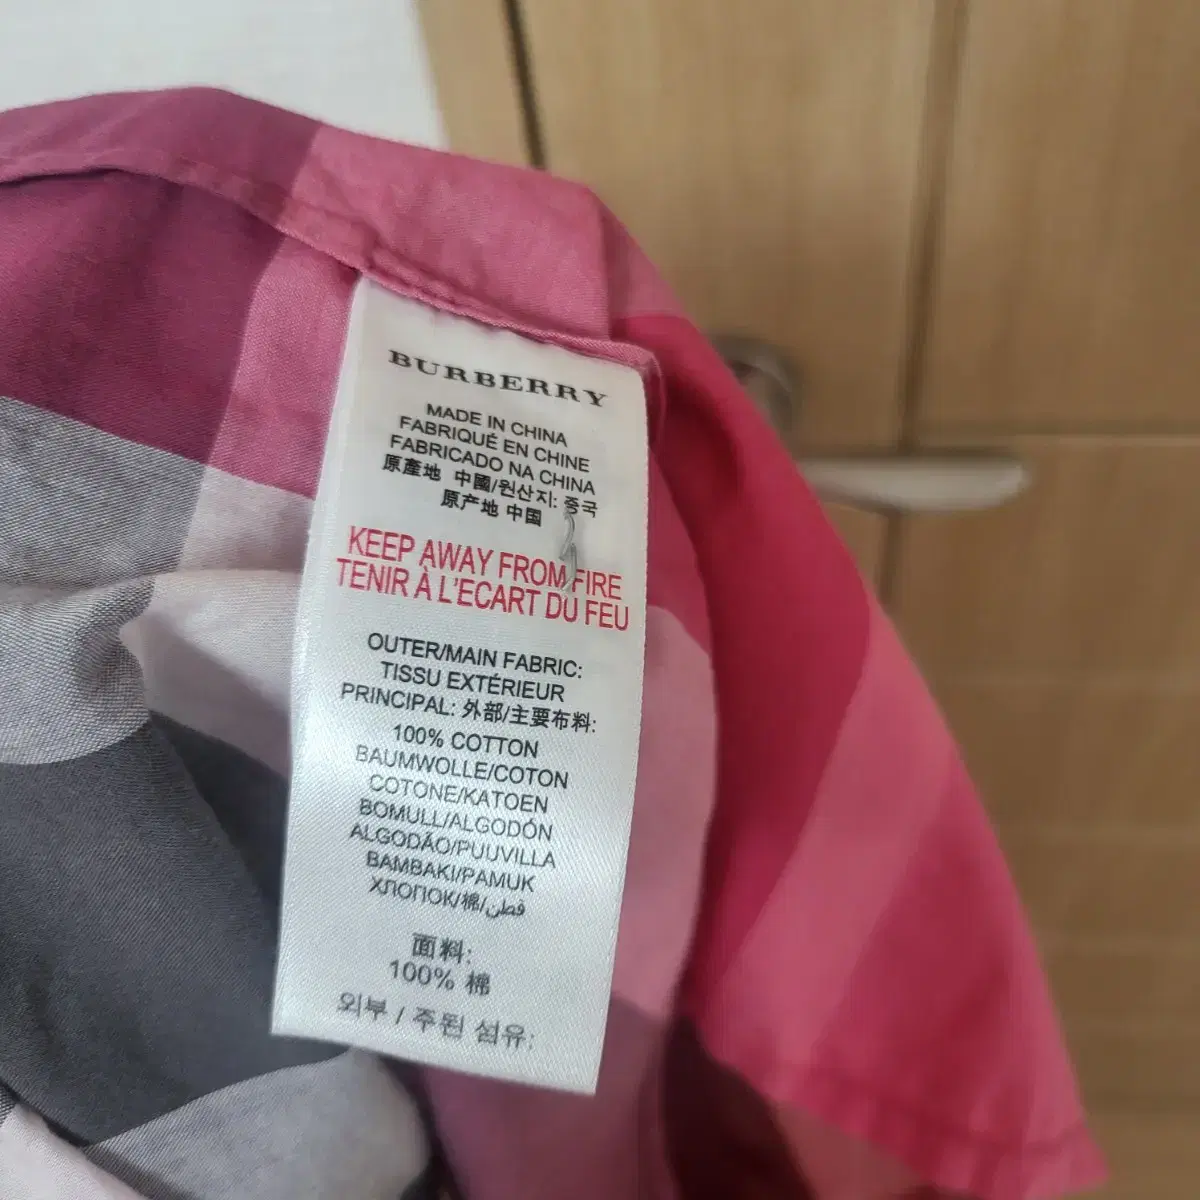 BURBERRY
MADE IN CHINA
FABRIQUÉ EN CHINE
FABRICADO NA CHINA
原產地 中國/원산지: 중국
原产地 中国
KEEP AWAY FROM FIRE
TENIR À L'ECART DU FEU
OUTER/MAIN FABRIC:
TISSU EXTÉRIEUR
PRINCIPAL: 外部/主要布料:
100% COTTON
BAUMWOLLE/COTON
COTONE/KATOEN
BOMULL/ALGODÓN
ALGODÃO/PUUVILLA
BAMBAKI/PAMUK
ХЛОПОК/棉/قطن
面料:
100% 棉
외부 / 주된 섬유: